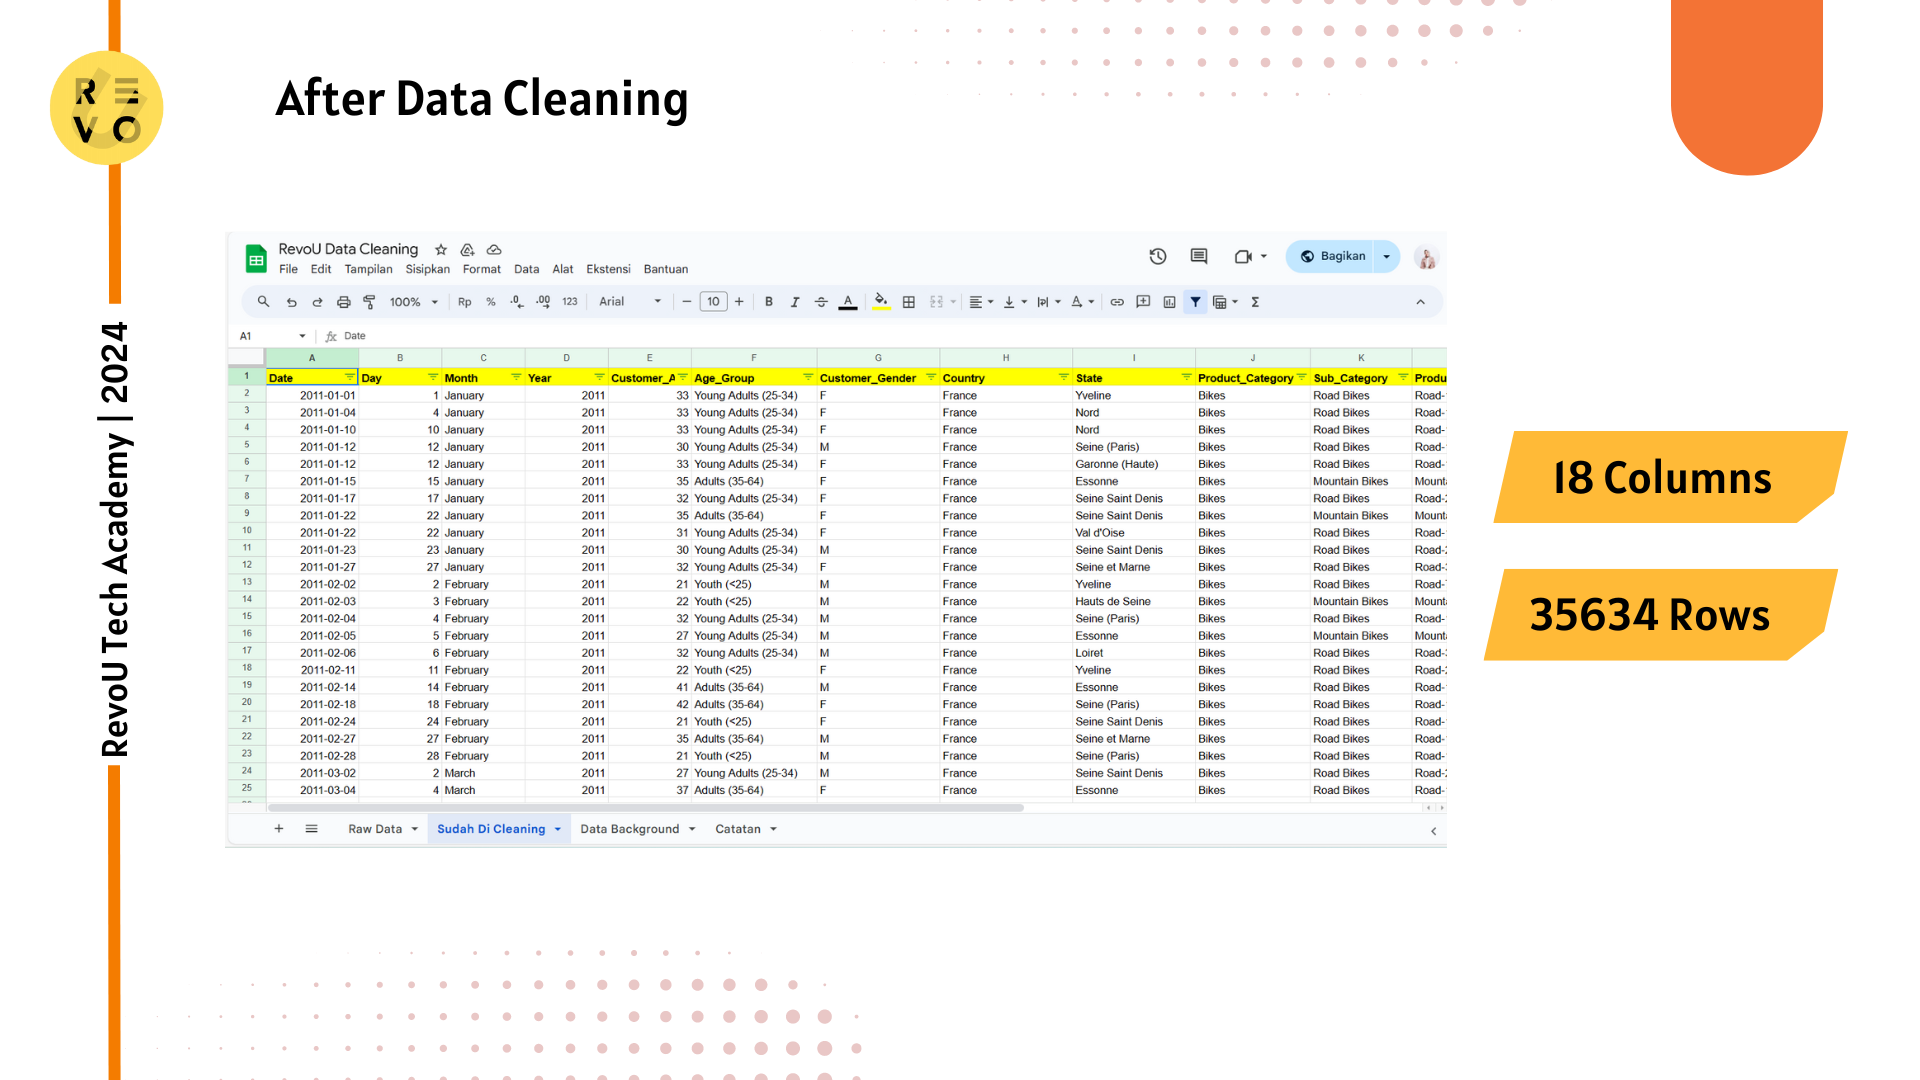 After Data Cleaning
R E
V O
RevoU Tech Academy | 2024
RevoU Data Cleaning
File Edit Tampilan Sisipkan Format Data Alat Ekstensi Bantuan
Bagikan
100% Rp % .0 .00 123 Arial 10 B I A
A1 fx Date
A B C D E F G H I J K
1 Date Day Month Year Customer_A Age_Group Customer_Gender Country State Product_Category Sub_Category Produ
2 2011-01-01 1 January 2011 33 Young Adults (25-34) F France Yveline Bikes Road Bikes Road-
3 2011-01-04 4 January 2011 33 Young Adults (25-34) F France Nord Bikes Road Bikes Road-
4 2011-01-10 10 January 2011 33 Young Adults (25-34) F France Nord Bikes Road Bikes Road-
5 2011-01-12 12 January 2011 30 Young Adults (25-34) M France Seine (Paris) Bikes Road Bikes Road-
6 2011-01-12 12 January 2011 33 Young Adults (25-34) F France Garonne (Haute) Bikes Road Bikes Road-
7 2011-01-15 15 January 2011 35 Adults (35-64) F France Essonne Bikes Mountain Bikes Mount
8 2011-01-17 17 January 2011 32 Young Adults (25-34) F France Seine Saint Denis Bikes Road Bikes Road-
9 2011-01-22 22 January 2011 35 Adults (35-64) F France Seine Saint Denis Bikes Mountain Bikes Mount
10 2011-01-22 22 January 2011 31 Young Adults (25-34) F France Val d'Oise Bikes Road Bikes Road-
11 2011-01-23 23 January 2011 30 Young Adults (25-34) M France Seine Saint Denis Bikes Road Bikes Road-
12 2011-01-27 27 January 2011 32 Young Adults (25-34) F France Seine et Marne Bikes Road Bikes Road-
13 2011-02-02 2 February 2011 21 Youth (<25) M France Yveline Bikes Road Bikes Road-
14 2011-02-03 3 February 2011 22 Youth (<25) M France Hauts de Seine Bikes Mountain Bikes Mount
15 2011-02-04 4 February 2011 32 Young Adults (25-34) M France Seine (Paris) Bikes Road Bikes Road-
16 2011-02-05 5 February 2011 27 Young Adults (25-34) M France Essonne Bikes Mountain Bikes Mount
17 2011-02-06 6 February 2011 32 Young Adults (25-34) M France Loiret Bikes Road Bikes Road-
18 2011-02-11 11 February 2011 22 Youth (<25) F France Yveline Bikes Road Bikes Road-
19 2011-02-14 14 February 2011 41 Adults (35-64) M France Essonne Bikes Road Bikes Road-
20 2011-02-18 18 February 2011 42 Adults (35-64) F France Seine (Paris) Bikes Road Bikes Road-
21 2011-02-24 24 February 2011 21 Youth (<25) F France Seine Saint Denis Bikes Road Bikes Road-
22 2011-02-27 27 February 2011 35 Adults (35-64) M France Seine et Marne Bikes Road Bikes Road-
23 2011-02-28 28 February 2011 21 Youth (<25) M France Seine (Paris) Bikes Road Bikes Road-
24 2011-03-02 2 March 2011 27 Young Adults (25-34) M France Seine Saint Denis Bikes Road Bikes Road-
25 2011-03-04 4 March 2011 37 Adults (35-64) F France Essonne Bikes Road Bikes Road-
Raw Data Sudah Di Cleaning Data Background Catatan
18 Columns
35634 Rows